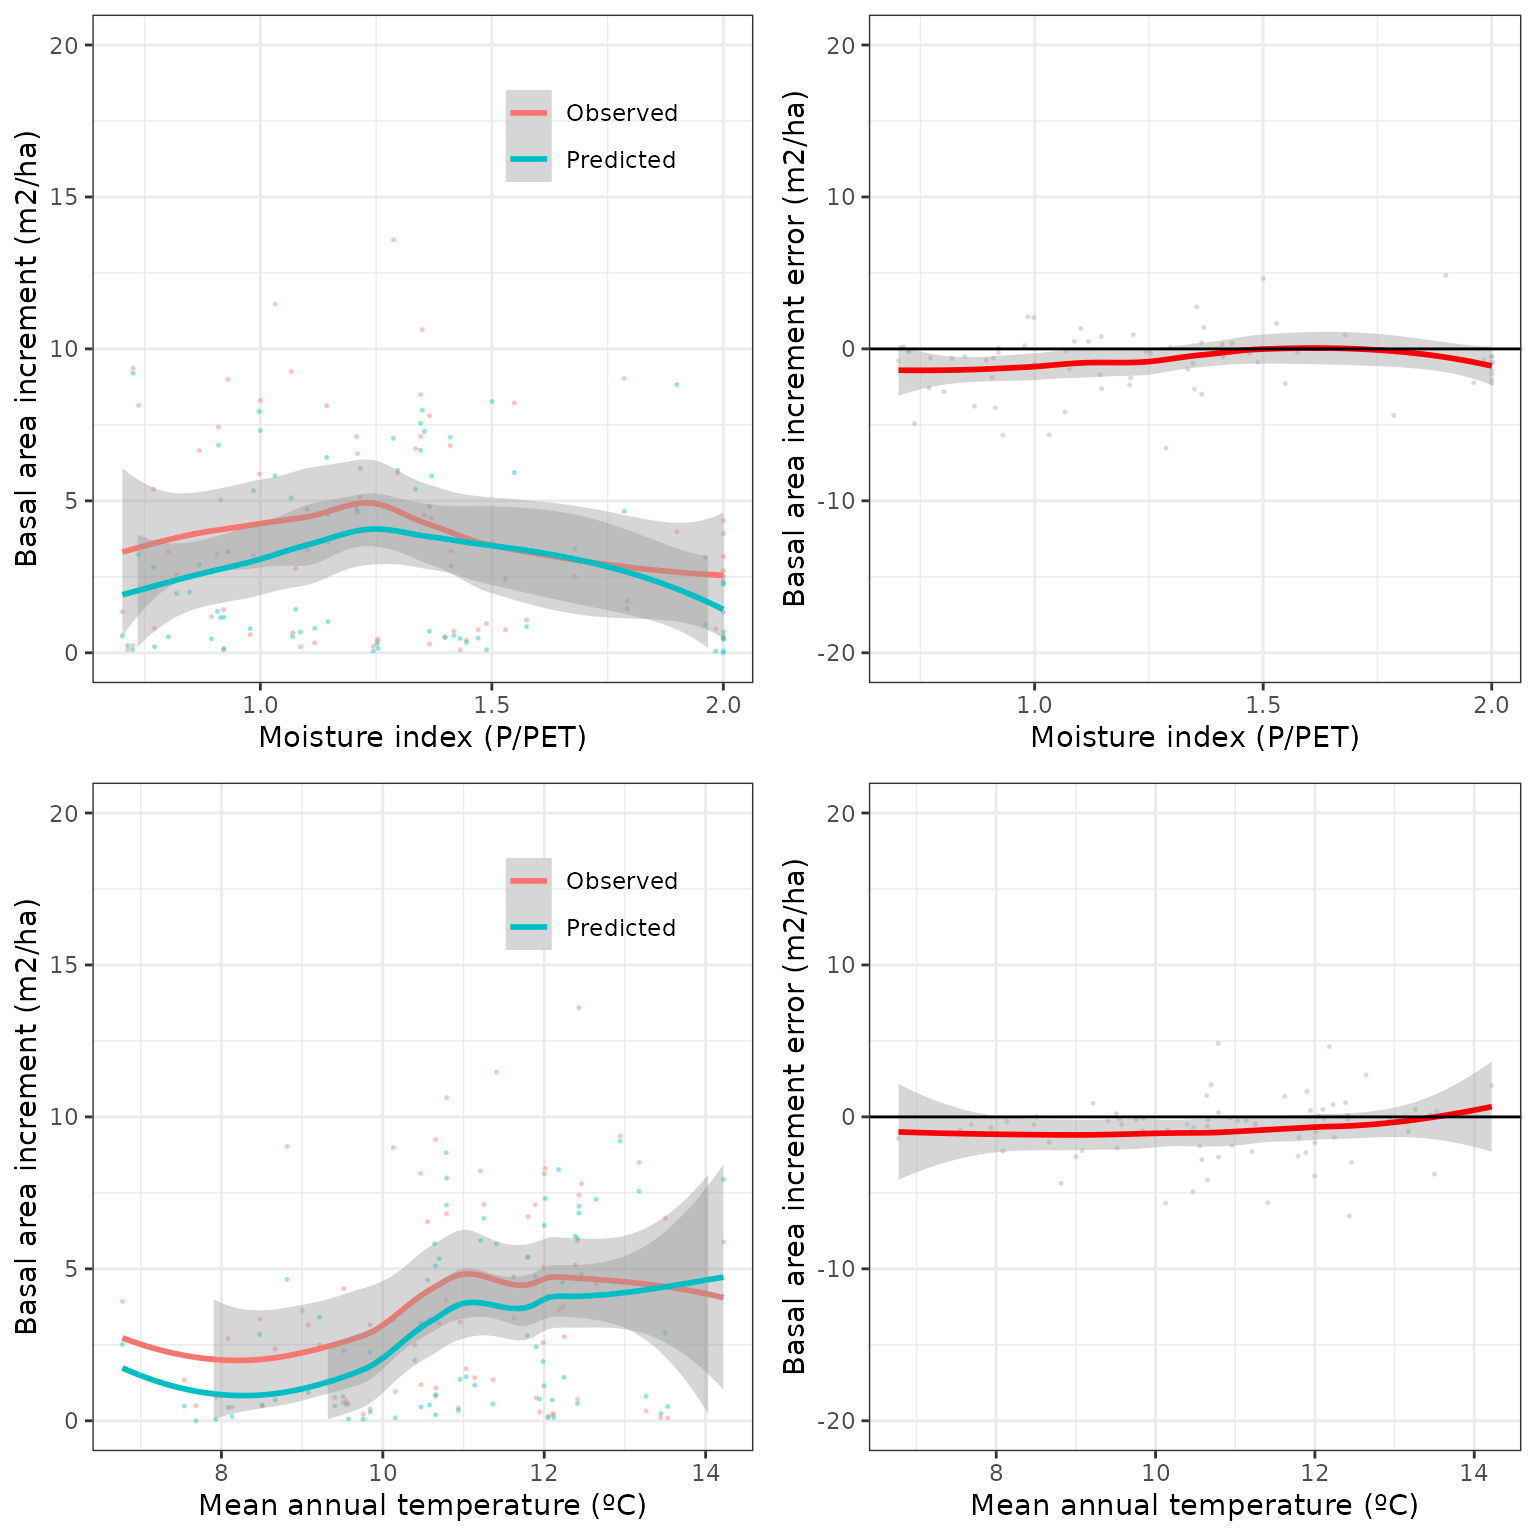 Basal area increment (m2/ha)
20
15
10
5
0
Observed
Predicted
1.0
1.5
2.0
Moisture index (P/PET)
Basal area increment error (m2/ha)
20
10
0
-10
-20
1.0
1.5
2.0
Moisture index (P/PET)
Basal area increment (m2/ha)
20
15
10
5
0
Observed
Predicted
8
10
12
14
Mean annual temperature (ºC)
Basal area increment error (m2/ha)
20
10
0
-10
-20
8
10
12
14
Mean annual temperature (ºC)